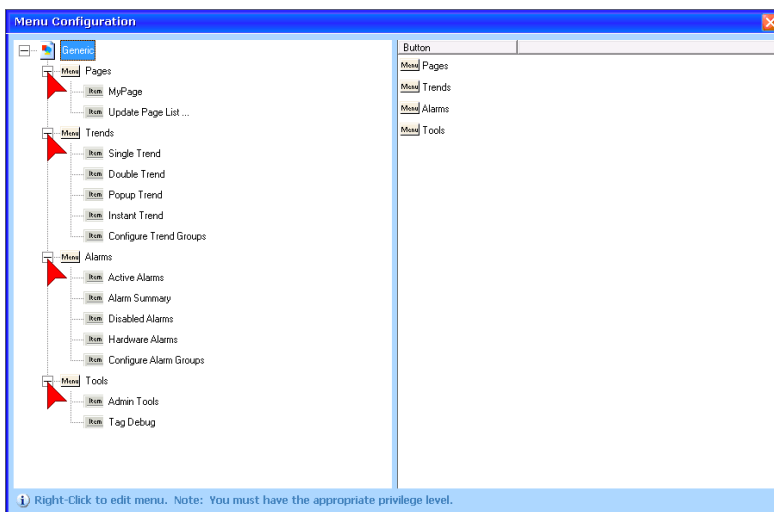 Menu Configuration
Generic
Menu Pages
Item MyPage
Item Update Page List ...
Menu Trends
Item Single Trend
Item Double Trend
Item Popup Trend
Item Instant Trend
Item Configure Trend Groups
Menu Alarms
Item Active Alarms
Item Alarm Summary
Item Disabled Alarms
Item Hardware Alarms
Item Configure Alarm Groups
Menu Tools
Item Admin Tools
Item Tag Debug
Button
Menu Pages
Menu Trends
Menu Alarms
Menu Tools
Right-Click to edit menu. Note: You must have the appropriate privilege level.